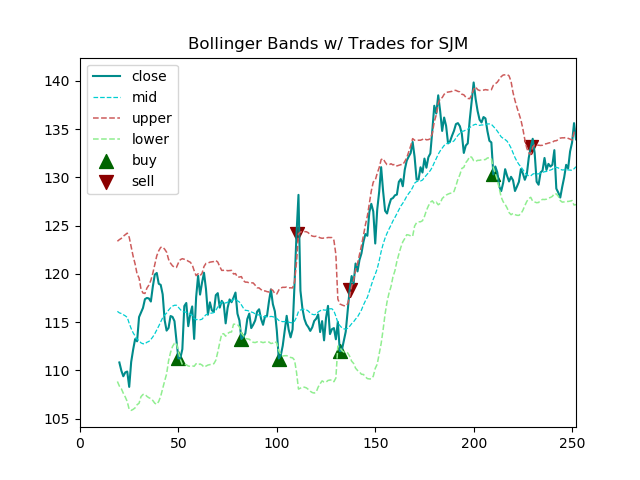 Bollinger Bands w/ Trades for SJM
close
mid
upper
lower
buy
sell
140
135
130
125
120
115
110
105
0 50 100 150 200 250